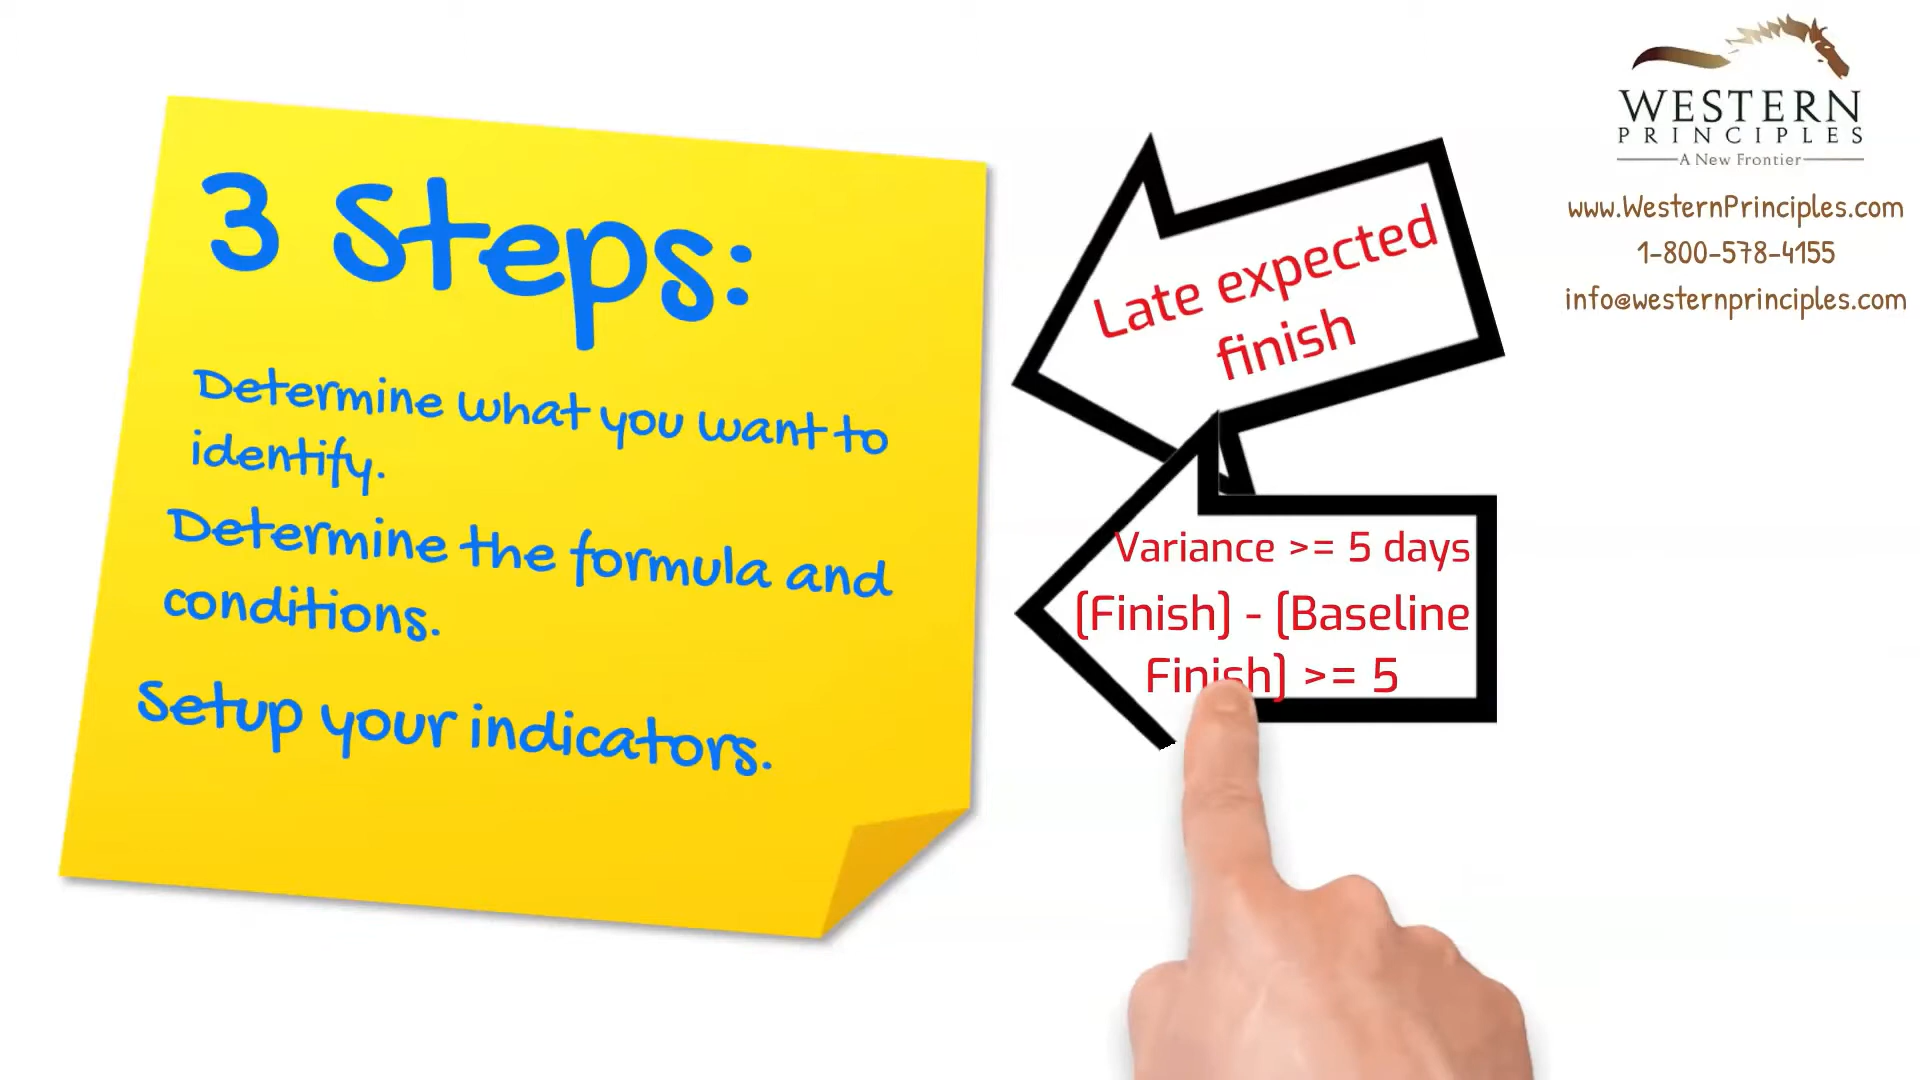 3 Steps:
Determine what you want to
identify.
Determine the formula and
conditions.
Setup your indicators.
Late expected
finish
Variance >= 5 days
[Finish] - [Baseline
Finish] >= 5
WESTERN
PRINCIPLES
A New Frontier
www.WesternPrinciples.com
1-800-578-4155
info@westernprinciples.com